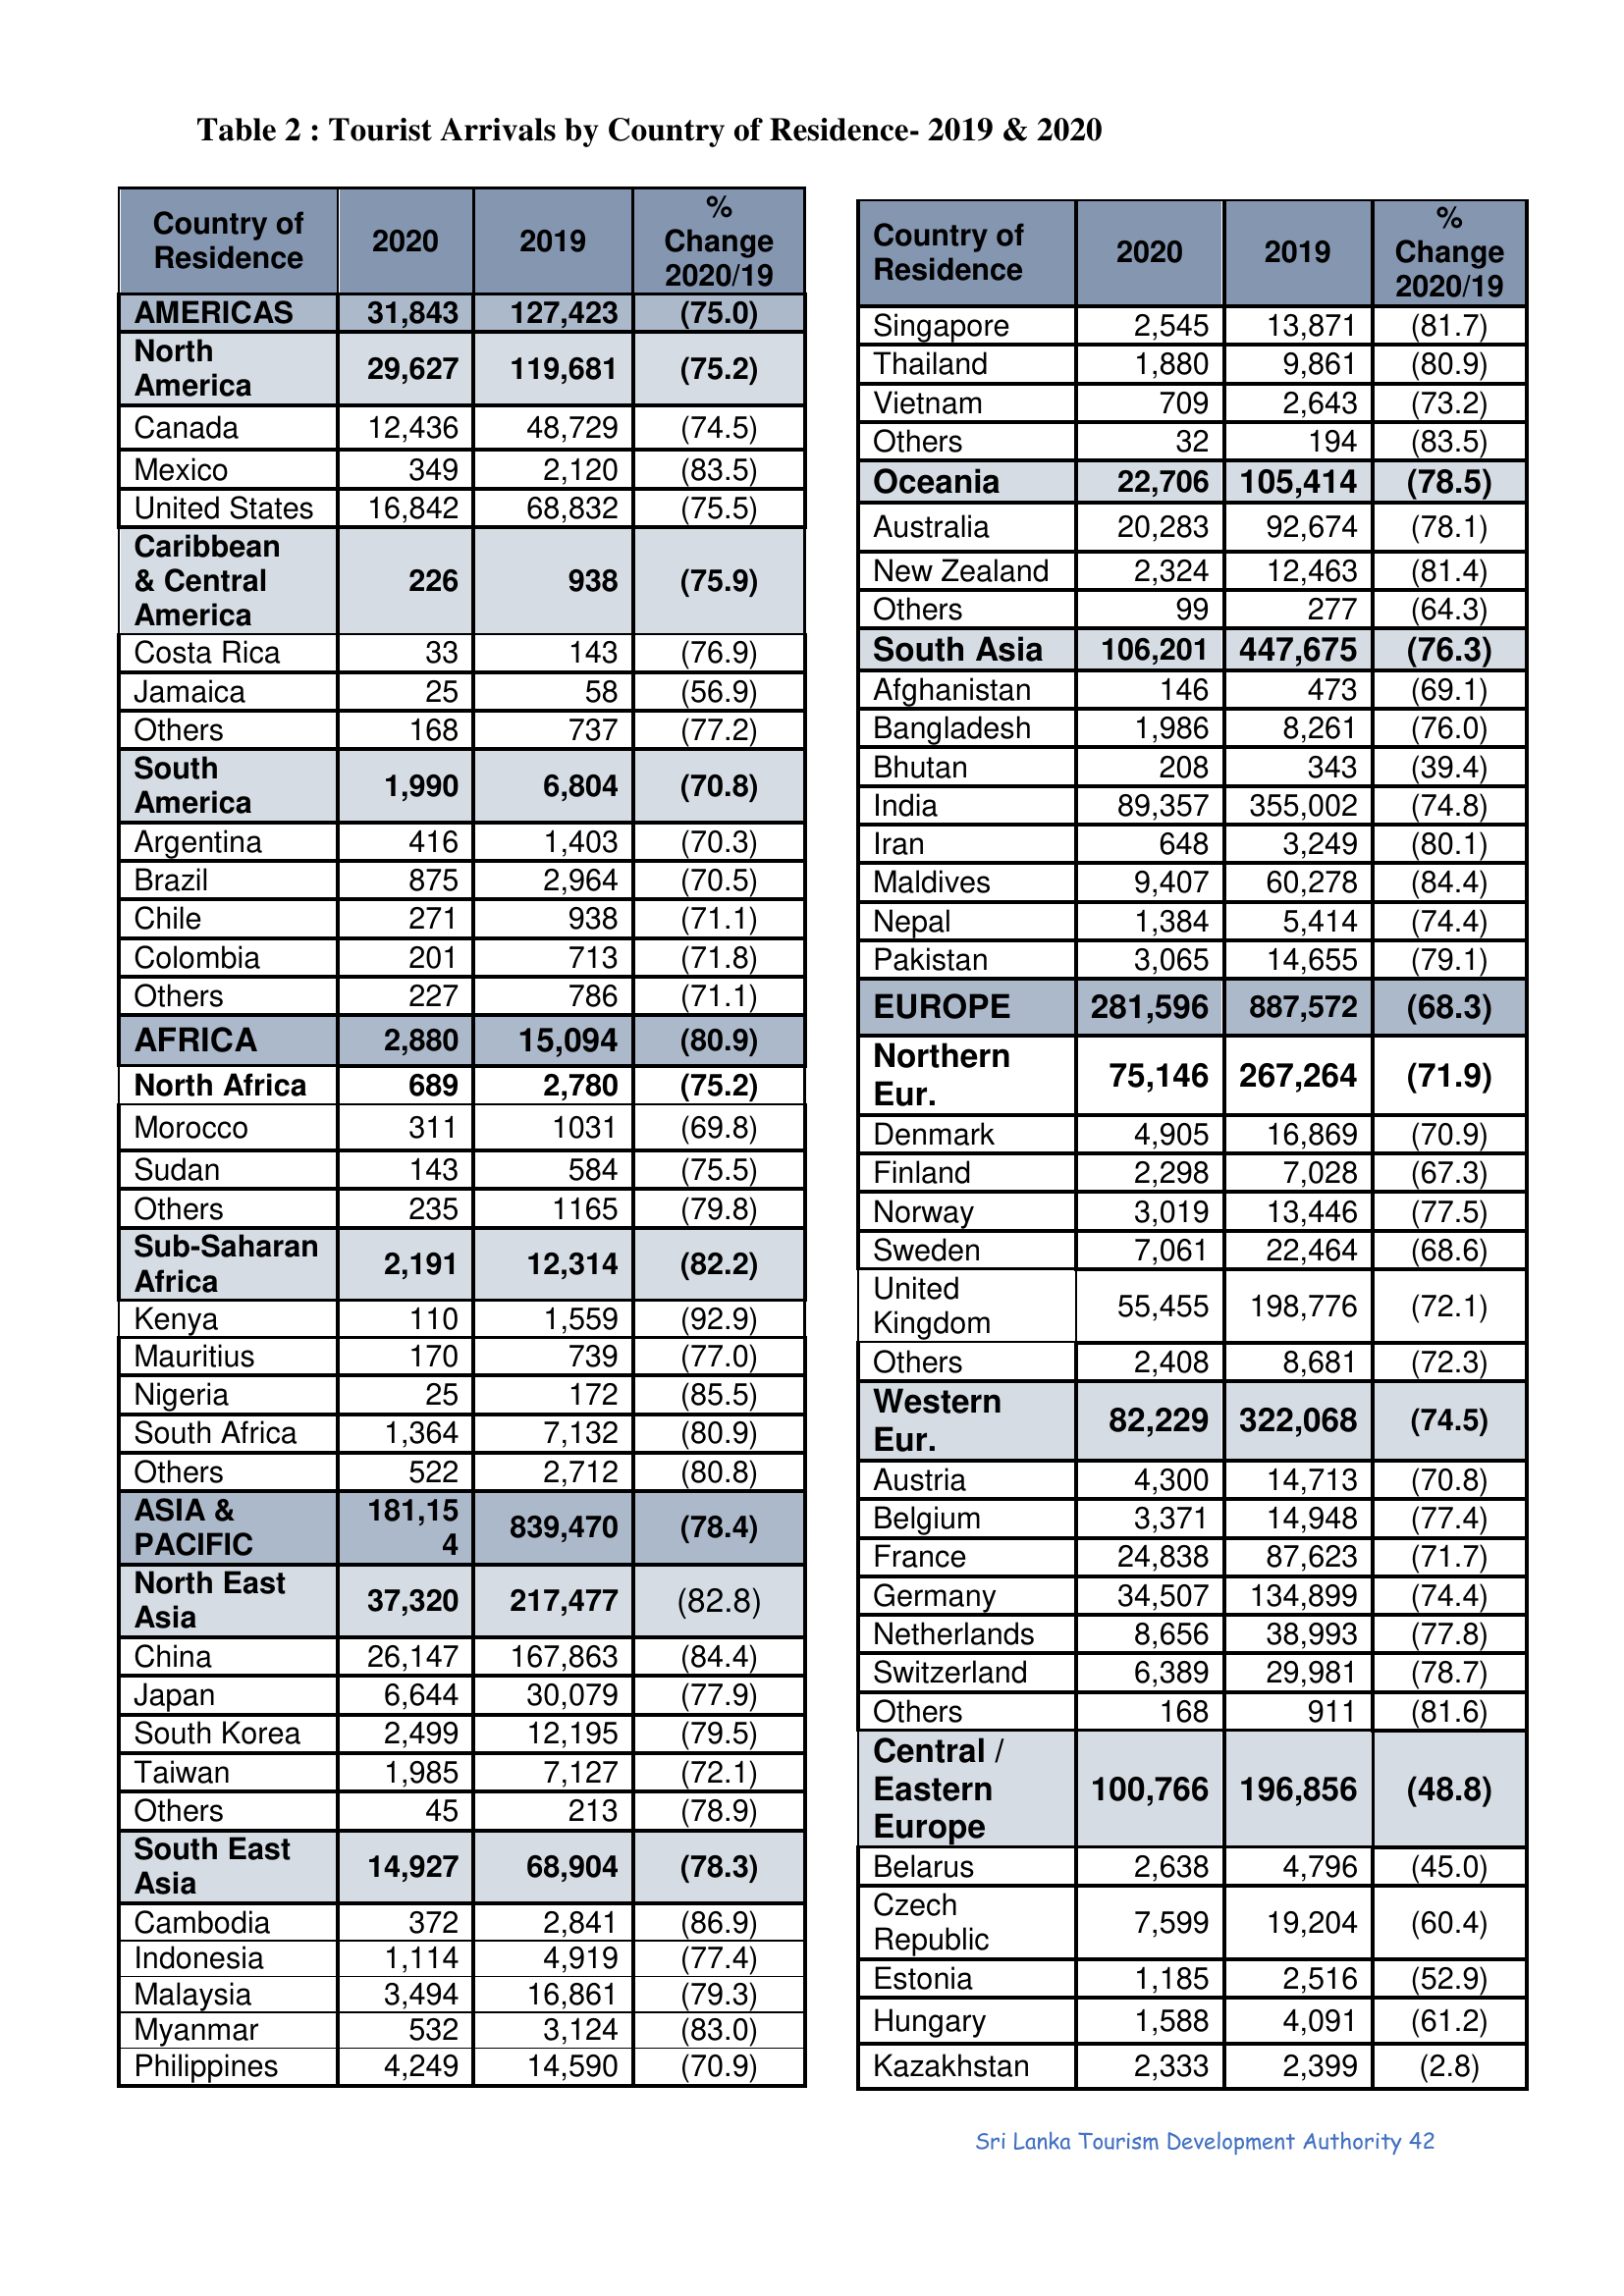 Table 2 : Tourist Arrivals by Country of Residence- 2019 & 2020
Country of Residence 2020 2019 % Change 2020/19
AMERICAS 31,843 127,423 (75.0)
North America 29,627 119,681 (75.2)
Canada 12,436 48,729 (74.5)
Mexico 349 2,120 (83.5)
United States 16,842 68,832 (75.5)
Caribbean & Central America 226 938 (75.9)
Costa Rica 33 143 (76.9)
Jamaica 25 58 (56.9)
Others 168 737 (77.2)
South America 1,990 6,804 (70.8)
Argentina 416 1,403 (70.3)
Brazil 875 2,964 (70.5)
Chile 271 938 (71.1)
Colombia 201 713 (71.8)
Others 227 786 (71.1)
AFRICA 2,880 15,094 (80.9)
North Africa 689 2,780 (75.2)
Morocco 311 1031 (69.8)
Sudan 143 584 (75.5)
Others 235 1165 (79.8)
Sub-Saharan Africa 2,191 12,314 (82.2)
Kenya 110 1,559 (92.9)
Mauritius 170 739 (77.0)
Nigeria 25 172 (85.5)
South Africa 1,364 7,132 (80.9)
Others 522 2,712 (80.8)
ASIA & PACIFIC 181,154 839,470 (78.4)
North East Asia 37,320 217,477 (82.8)
China 26,147 167,863 (84.4)
Japan 6,644 30,079 (77.9)
South Korea 2,499 12,195 (79.5)
Taiwan 1,985 7,127 (72.1)
Others 45 213 (78.9)
South East Asia 14,927 68,904 (78.3)
Cambodia 372 2,841 (86.9)
Indonesia 1,114 4,919 (77.4)
Malaysia 3,494 16,861 (79.3)
Myanmar 532 3,124 (83.0)
Philippines 4,249 14,590 (70.9)
Country of Residence 2020 2019 % Change 2020/19
Singapore 2,545 13,871 (81.7)
Thailand 1,880 9,861 (80.9)
Vietnam 709 2,643 (73.2)
Others 32 194 (83.5)
Oceania 22,706 105,414 (78.5)
Australia 20,283 92,674 (78.1)
New Zealand 2,324 12,463 (81.4)
Others 99 277 (64.3)
South Asia 106,201 447,675 (76.3)
Afghanistan 146 473 (69.1)
Bangladesh 1,986 8,261 (76.0)
Bhutan 208 343 (39.4)
India 89,357 355,002 (74.8)
Iran 648 3,249 (80.1)
Maldives 9,407 60,278 (84.4)
Nepal 1,384 5,414 (74.4)
Pakistan 3,065 14,655 (79.1)
EUROPE 281,596 887,572 (68.3)
Northern Eur. 75,146 267,264 (71.9)
Denmark 4,905 16,869 (70.9)
Finland 2,298 7,028 (67.3)
Norway 3,019 13,446 (77.5)
Sweden 7,061 22,464 (68.6)
United Kingdom 55,455 198,776 (72.1)
Others 2,408 8,681 (72.3)
Western Eur. 82,229 322,068 (74.5)
Austria 4,300 14,713 (70.8)
Belgium 3,371 14,948 (77.4)
France 24,838 87,623 (71.7)
Germany 34,507 134,899 (74.4)
Netherlands 8,656 38,993 (77.8)
Switzerland 6,389 29,981 (78.7)
Others 168 911 (81.6)
Central / Eastern Europe 100,766 196,856 (48.8)
Belarus 2,638 4,796 (45.0)
Czech Republic 7,599 19,204 (60.4)
Estonia 1,185 2,516 (52.9)
Hungary 1,588 4,091 (61.2)
Kazakhstan 2,333 2,399 (2.8)
Sri Lanka Tourism Development Authority 42